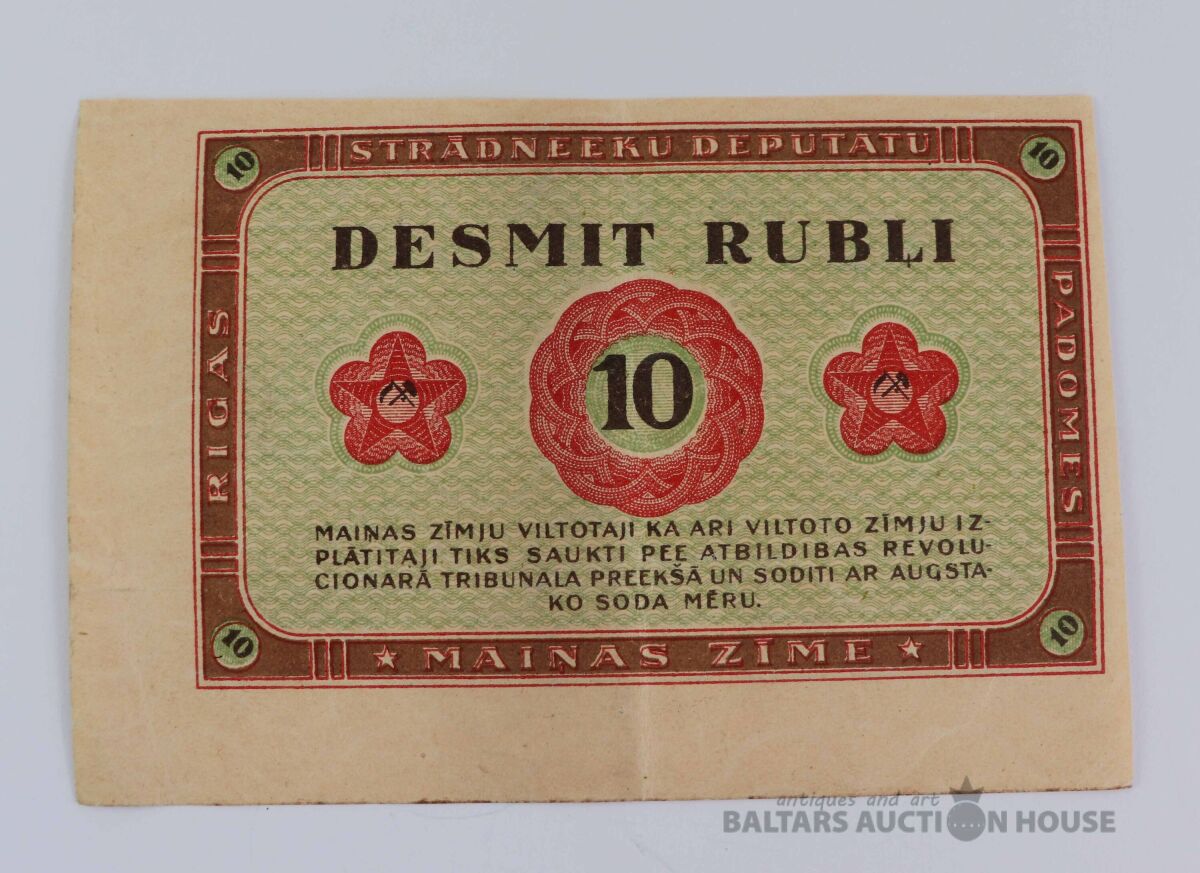 10
STRĀDNEEKU DEPUTATU
10
RIGAS
PADOMES
DESMIT RUBĻI
10
MAIŅAS ZĪMJU VILTOTAJI KA ARI VILTOTO ZĪMJU IZ-
PLĀTITAJI TIKS SAUKTI PEE ATBILDIBAS REVOLU-
CIONARĀ TRIBUNALA PREEKŠĀ UN SODITI AR AUGSTA-
KO SODA MĒRU.
10
MAIŅAS ZĪME
10
antiques and art
BALTARS AUCTION HOUSE